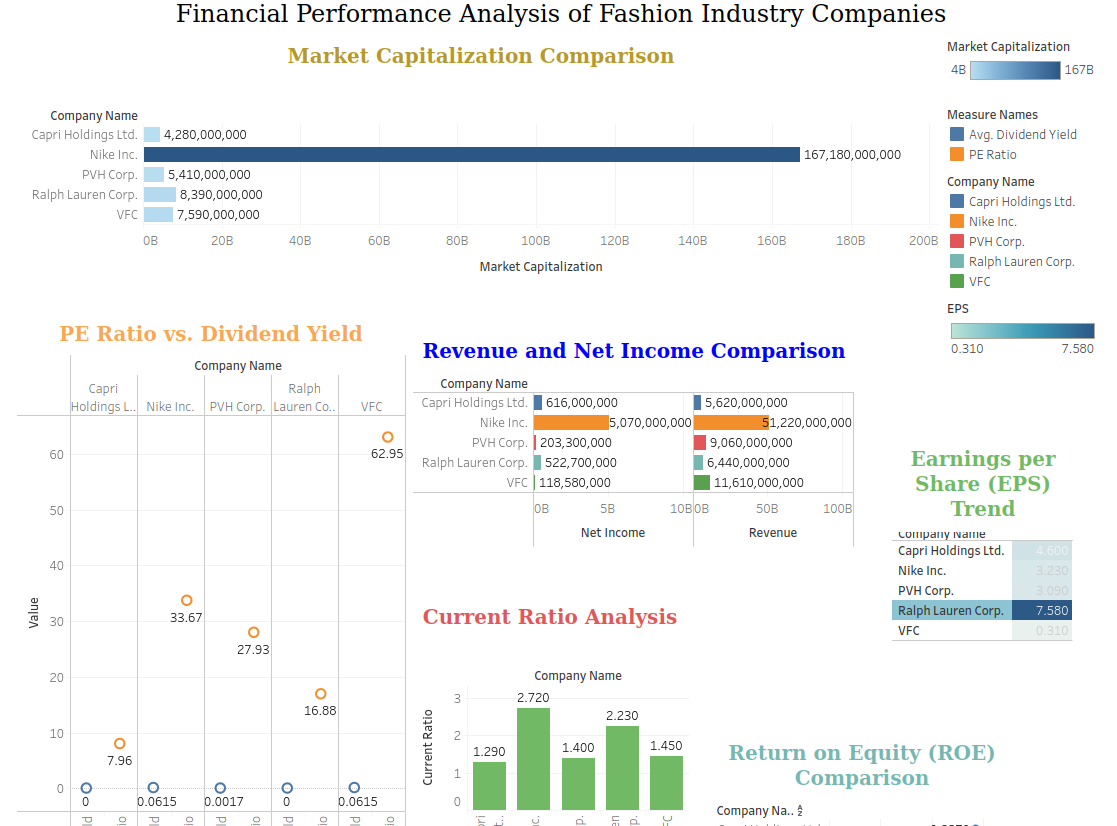 Financial Performance Analysis of Fashion Industry Companies
Market Capitalization Comparison
Company Name
Capri Holdings Ltd. 4,280,000,000
Nike Inc. 167,180,000,000
PVH Corp. 5,410,000,000
Ralph Lauren Corp. 8,390,000,000
VFC 7,590,000,000
0B 20B 40B 60B 80B 100B 120B 140B 160B 180B 200B
Market Capitalization
Market Capitalization
4B 167B
Measure Names
Avg. Dividend Yield
PE Ratio
Company Name
Capri Holdings Ltd.
Nike Inc.
PVH Corp.
Ralph Lauren Corp.
VFC
EPS
0.310 7.580
PE Ratio vs. Dividend Yield
Company Name
Capri Ralph
Holdings L.. Nike Inc. PVH Corp. Lauren Co.. VFC
Value
60
50
40
30
20
10
0
62.95
33.67
27.93
16.88
7.96
0 0.0615 0.0017 0 0.0615
ld io ld io ld io ld io ld io
Revenue and Net Income Comparison
Company Name
Capri Holdings Ltd. 616,000,000 5,620,000,000
Nike Inc. 5,070,000,000 51,220,000,000
PVH Corp. 203,300,000 9,060,000,000
Ralph Lauren Corp. 522,700,000 6,440,000,000
VFC 118,580,000 11,610,000,000
0B 5B 10B 0B 50B 100B
Net Income Revenue
Earnings per
Share (EPS)
Trend
Company Name
Capri Holdings Ltd. 4.600
Nike Inc. 3.230
PVH Corp. 3.090
Ralph Lauren Corp. 7.580
VFC 0.310
Current Ratio Analysis
Company Name
Current Ratio
3
2
1
0
1.290 2.720 1.400 2.230 1.450
Return on Equity (ROE)
Comparison
Company Na..